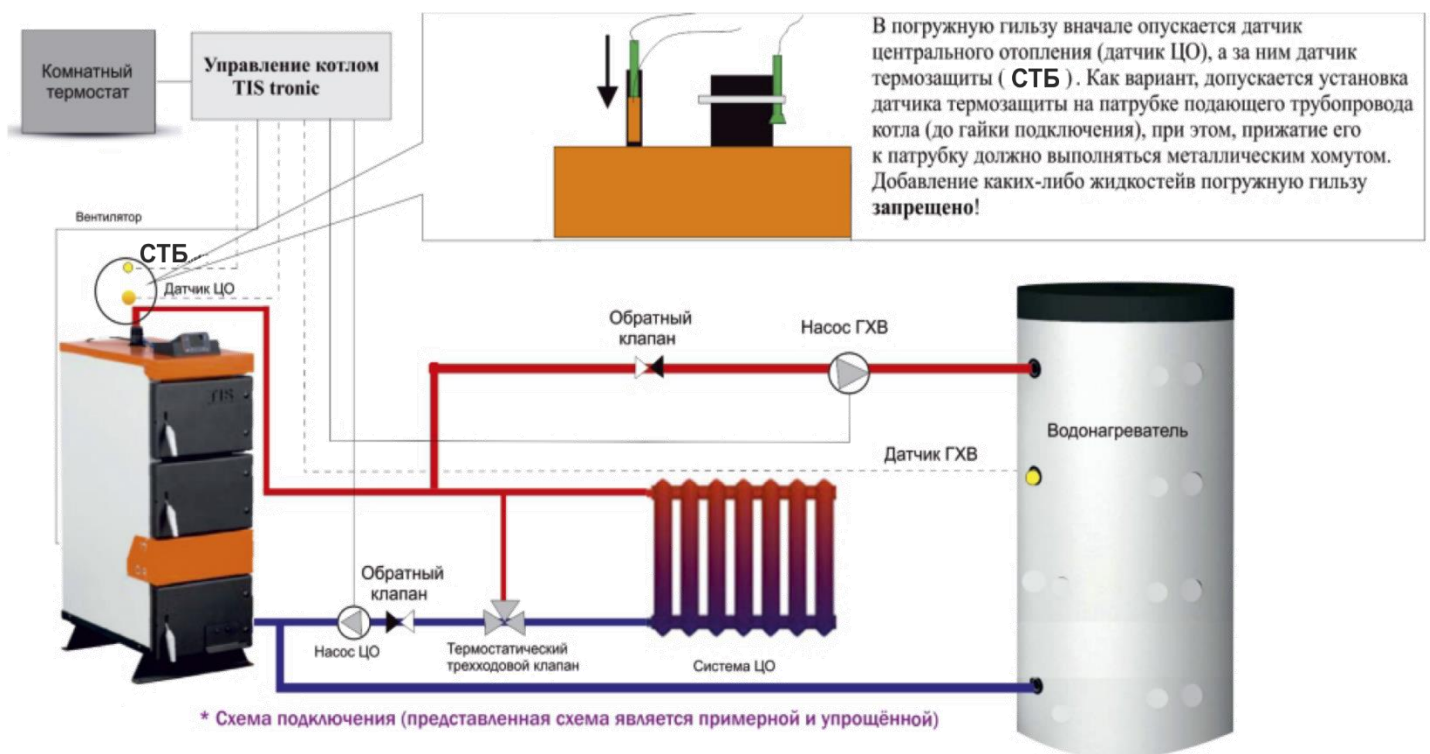 Комнатный
термостат
Управление котлом
TIS tronic
В погружную гильзу вначале опускается датчик
центрального отопления (датчик ЦО), а за ним датчик
термозащиты ( СТБ ). Как вариант, допускается установка
датчика термозащиты на патрубке подающего трубопровода
котла (до гайки подключения), при этом, прижатие его
к патрубку должно выполняться металлическим хомутом.
Добавление каких-либо жидкостейв погружную гильзу
запрещено!
Вентилятор
СТБ
Датчик ЦО
TIS
Обратный
клапан
Насос ГХВ
Водонагреватель
Датчик ГХВ
Обратный
клапан
Насос ЦО
Термостатический
трехходовой клапан
Система ЦО
* Схема подключения (представленная схема является примерной и упрощённой)